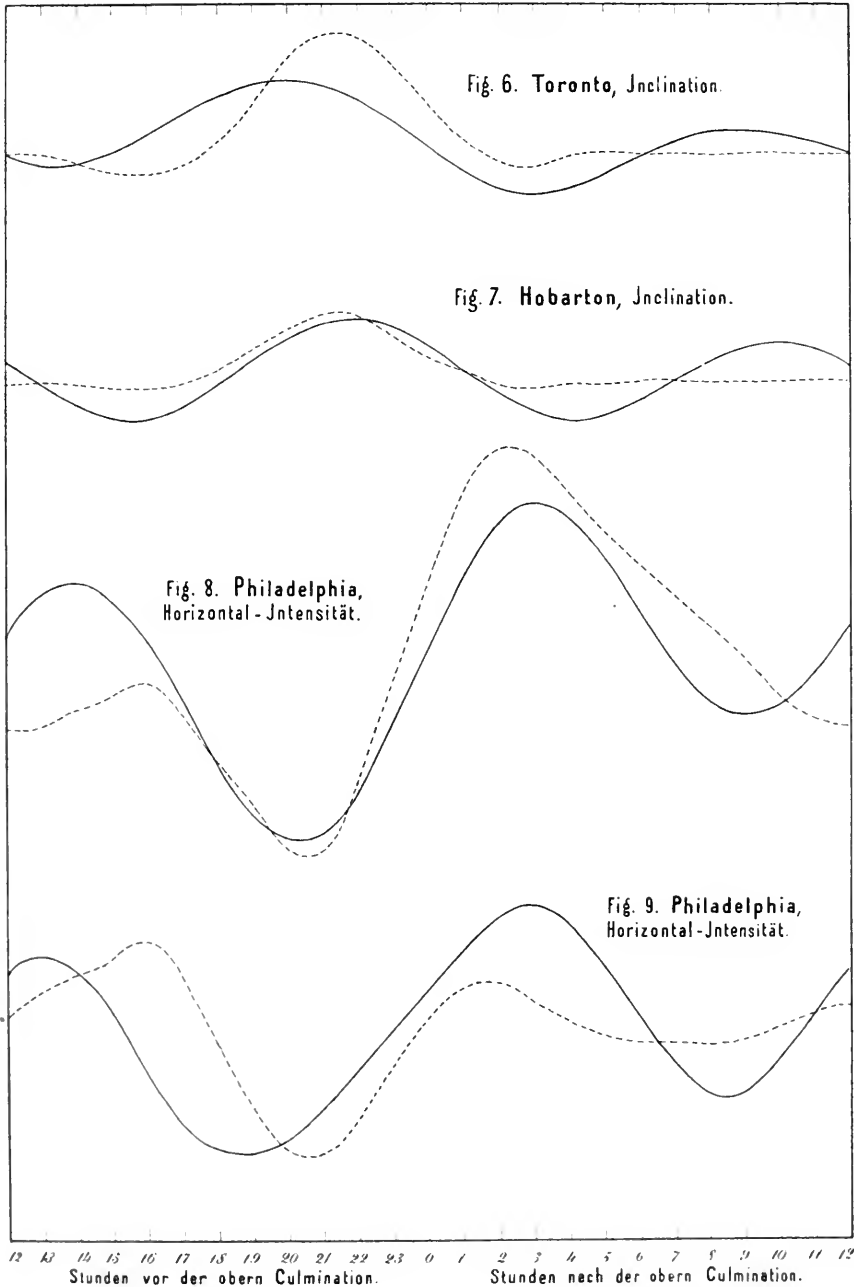 Fig. 6. Toronto, Jnclination.
Fig. 7. Hobarton, Jnclination.
Fig. 8. Philadelphia,
Horizontal-Jntensität.
Fig. 9. Philadelphia,
Horizontal-Jntensität.
12 13 14 15 16 17 18 19 20 21 22 23 0 1 2 3 4 5 6 7 8 9 10 11 12
Stunden vor der obern Culmination. Stunden nach der obern Culmination.